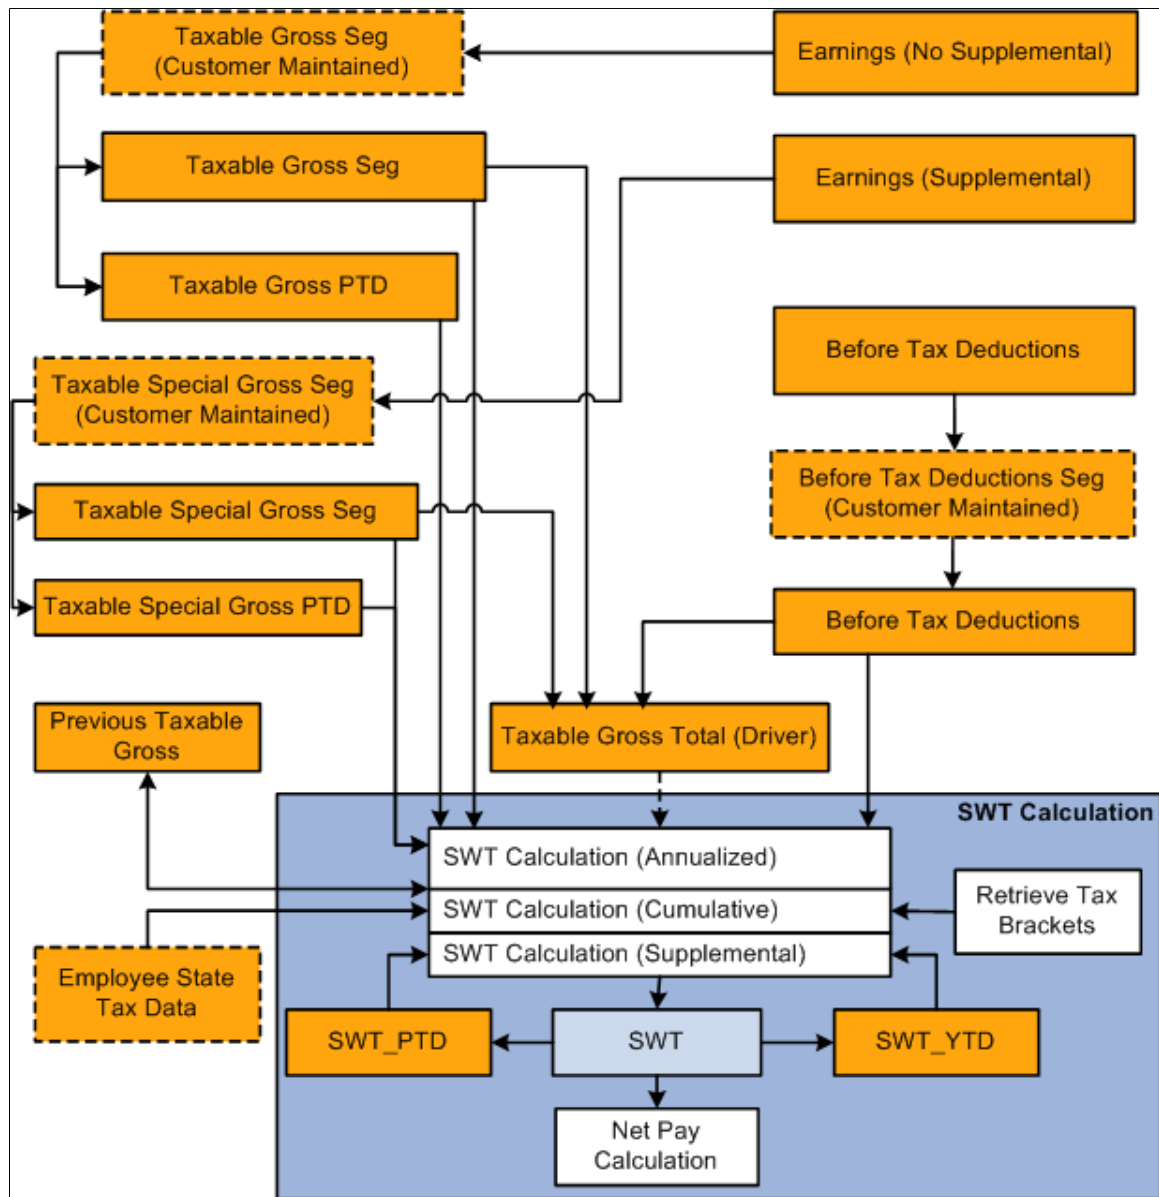 Taxable Gross Seg
(Customer Maintained)
Earnings (No Supplemental)
Taxable Gross Seg
Earnings (Supplemental)
Taxable Gross PTD
Before Tax Deductions
Taxable Special Gross Seg
(Customer Maintained)
Before Tax Deductions Seg
(Customer Maintained)
Taxable Special Gross Seg
Taxable Special Gross PTD
Before Tax Deductions
Previous Taxable
Gross
Taxable Gross Total (Driver)
SWT Calculation
SWT Calculation (Annualized)
SWT Calculation (Cumulative)
SWT Calculation (Supplemental)
Retrieve Tax
Brackets
Employee State
Tax Data
SWT_PTD
SWT
SWT_YTD
Net Pay
Calculation